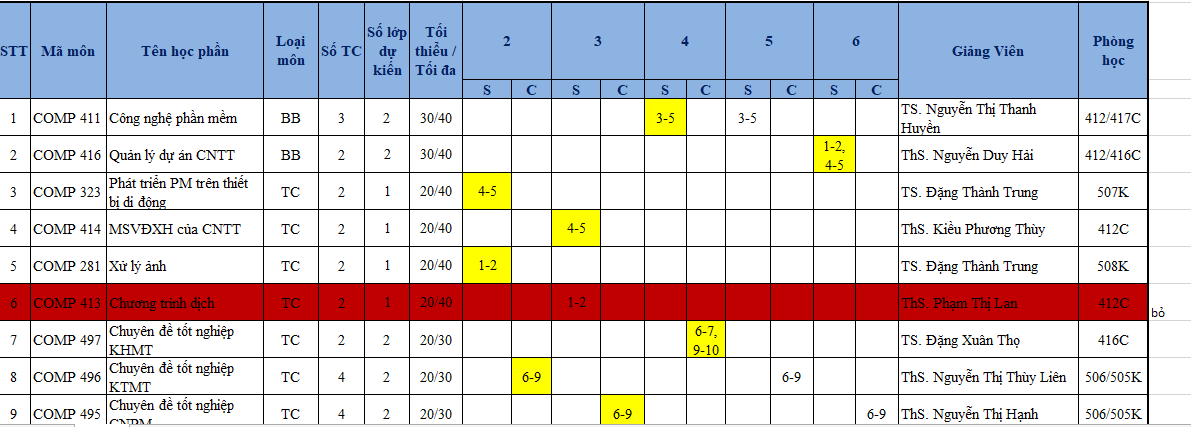 STT Mã môn Tên học phần Loại môn Số TC Số lớp dự kiến Tối thiểu / Tối đa 2 3 4 5 6 Giảng Viên Phòng học
S C S C S C S C S C
1 COMP 411 Công nghệ phần mềm BB 3 2 30/40 3-5 3-5 TS. Nguyễn Thị Thanh Huyền 412/417C
2 COMP 416 Quản lý dự án CNTT BB 2 2 30/40 1-2, 4-5 ThS. Nguyễn Duy Hải 412/416C
3 COMP 323 Phát triển PM trên thiết bị di động TC 2 1 20/40 4-5 TS. Đặng Thành Trung 507K
4 COMP 414 MSVĐXH của CNTT TC 2 1 20/40 4-5 ThS. Kiều Phương Thùy 412C
5 COMP 281 Xử lý ảnh TC 2 1 20/40 1-2 TS. Đặng Thành Trung 508K
6 COMP 413 Chương trình dịch TC 2 1 20/40 1-2 ThS. Phạm Thị Lan 412C bỏ
7 COMP 497 Chuyên đề tốt nghiệp KHMT TC 2 2 20/30 6-7, 9-10 TS. Đặng Xuân Thọ 416C
8 COMP 496 Chuyên đề tốt nghiệp KTMT TC 4 2 20/30 6-9 6-9 ThS. Nguyễn Thị Thùy Liên 506/505K
9 COMP 495 Chuyên đề tốt nghiệp CNPM TC 4 2 20/30 6-9 6-9 ThS. Nguyễn Thị Hạnh 506/505K